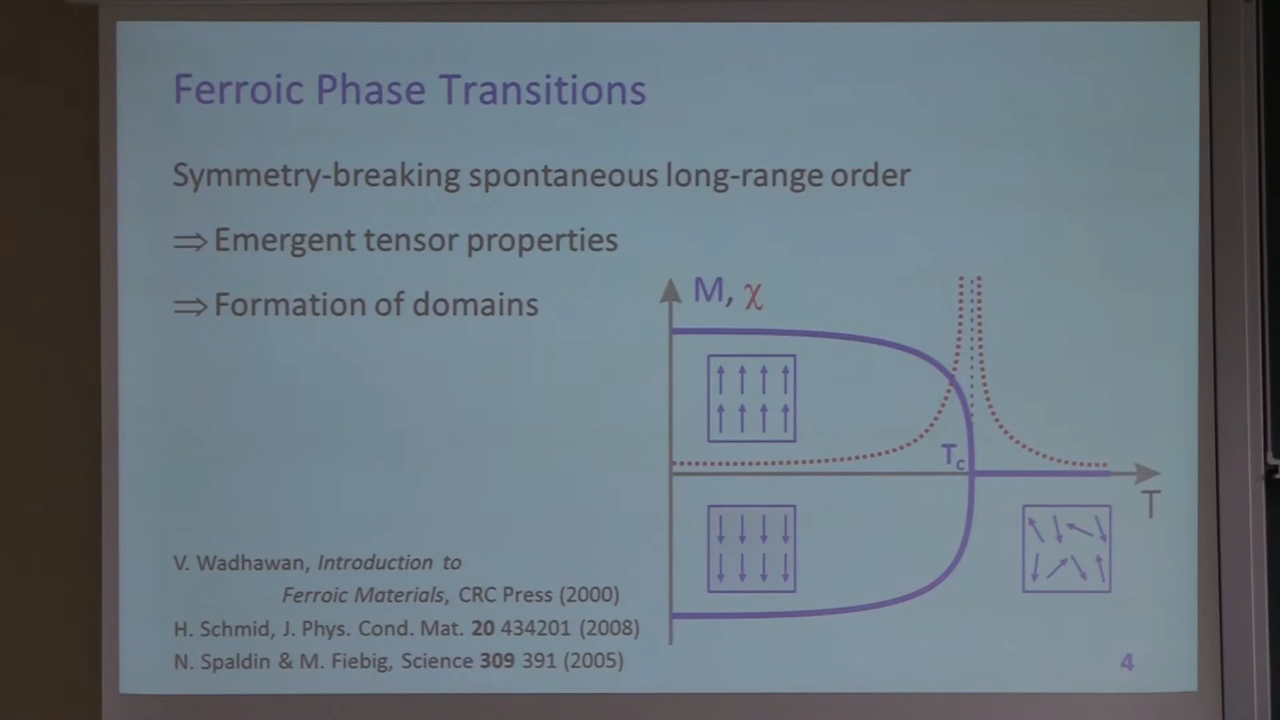 Ferroic Phase Transitions
Symmetry-breaking spontaneous long-range order
⇒ Emergent tensor properties
⇒ Formation of domains
M, χ
T_c
T
V. Wadhawan, Introduction to
Ferroic Materials, CRC Press (2000)
H. Schmid, J. Phys. Cond. Mat. 20 434201 (2008)
N. Spaldin & M. Fiebig, Science 309 391 (2005)
4